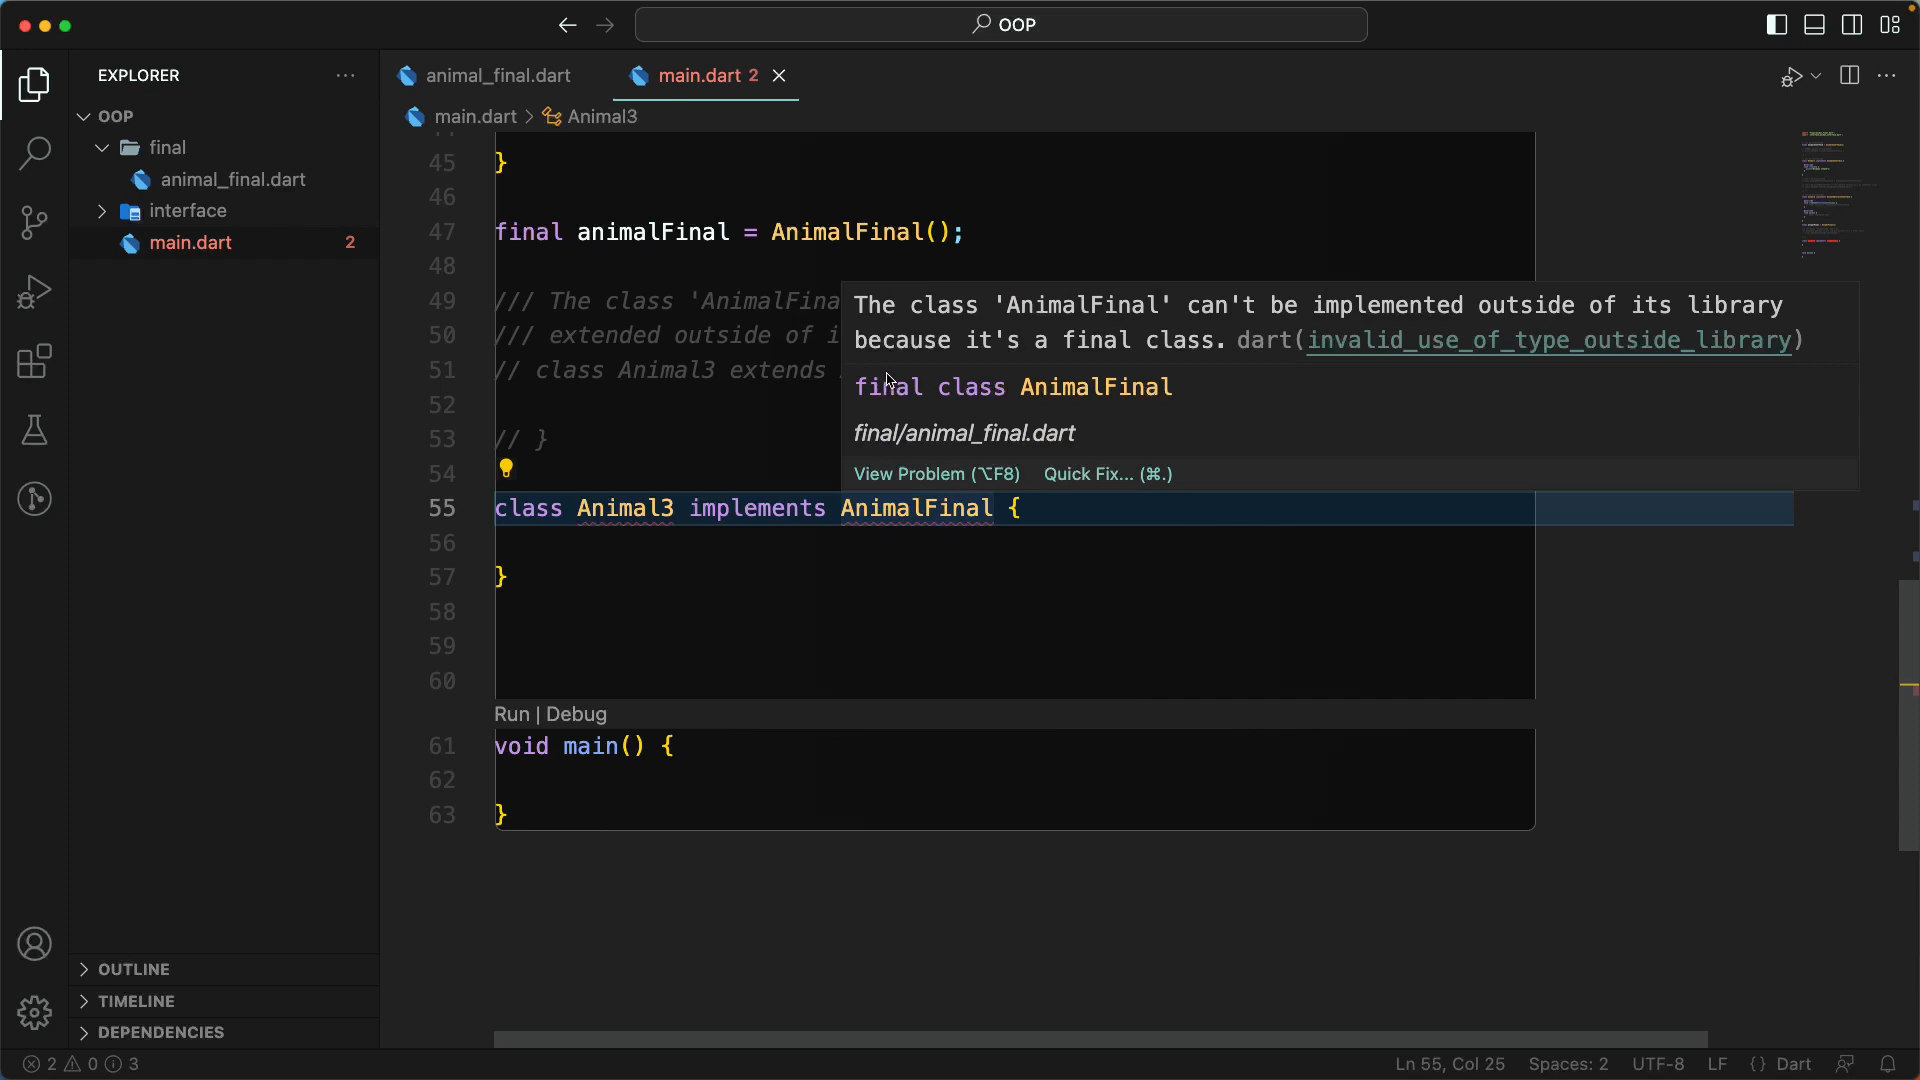 OOP
EXPLORER
OOP
final
animal_final.dart
interface
main.dart 2
animal_final.dart
main.dart 2
main.dart > Animal3
45 }
46
47 final animalFinal = AnimalFinal();
48
49 /// The class 'AnimalFina
50 /// extended outside of i
51 // class Animal3 extends
52
53 // }
54
The class 'AnimalFinal' can't be implemented outside of its library
because it's a final class. dart(invalid_use_of_type_outside_library)
final class AnimalFinal
final/animal_final.dart
View Problem (⌥F8) Quick Fix... (⌘.)
55 class Animal3 implements AnimalFinal {
56
57 }
58
59
60
Run | Debug
61 void main() {
62
63 }
OUTLINE
TIMELINE
DEPENDENCIES
2 0 3
Ln 55, Col 25 Spaces: 2 UTF-8 LF {} Dart